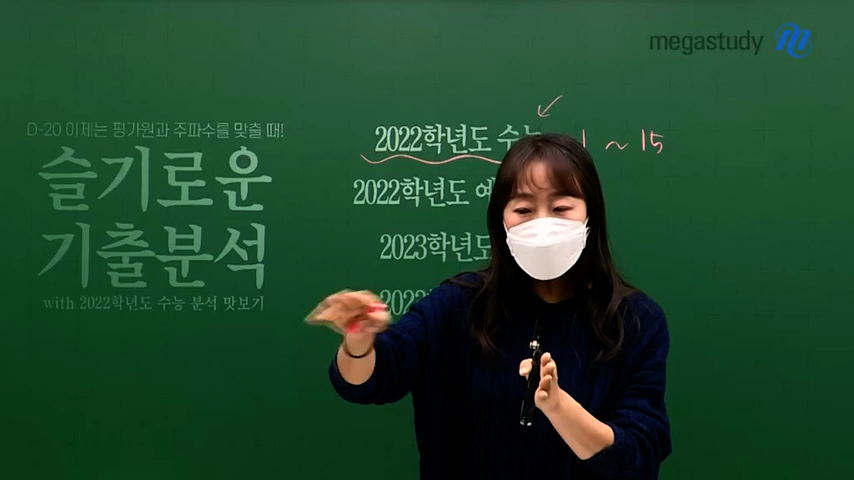 megastudy
D-20 이제는 평가원과 주파수를 맞출 때!
슬기로운
기출분석
with 2022학년도 수능 분석 맛보기
2022학년도 수능 1 ~ 15
2022학년도
2023학년도